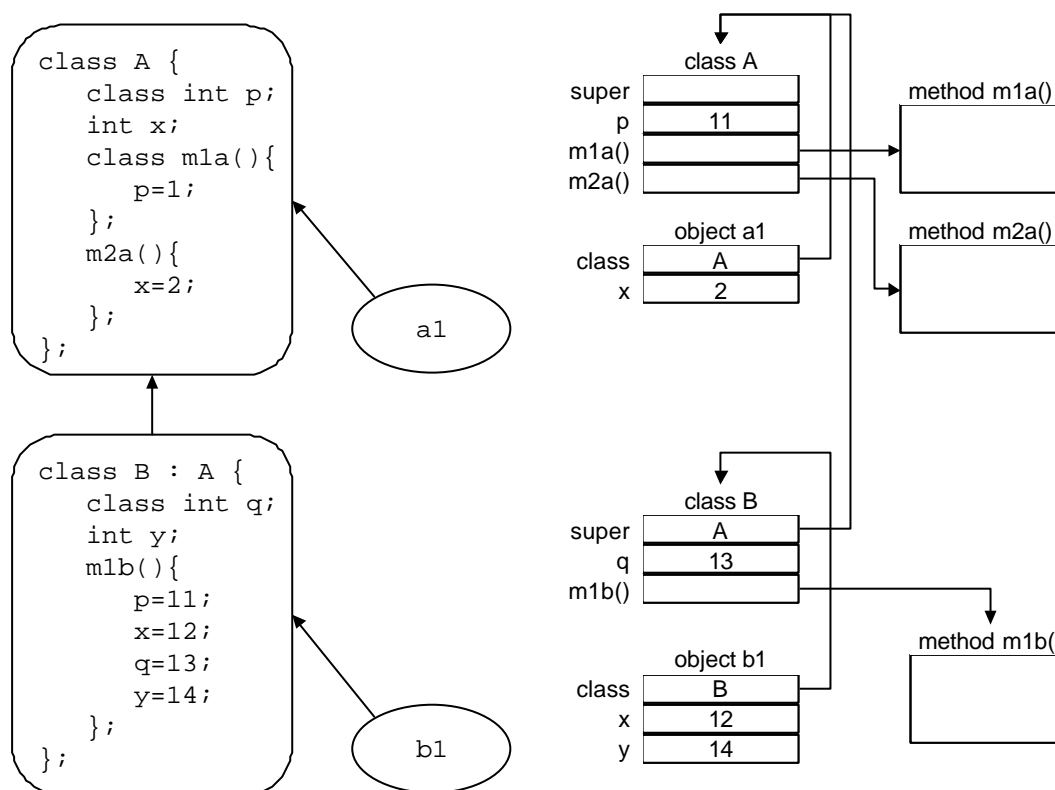 class A {
class int p;
int x;
class m1a(){
p=1;
};
m2a(){
x=2;
};
};
a1
class B : A {
class int q;
int y;
m1b(){
p=11;
x=12;
q=13;
y=14;
};
};
b1
class A
super
p 11
m1a()
m2a()
method m1a()
method m2a()
object a1
class A
x 2
class B
super A
q 13
m1b()
method m1b(
object b1
class B
x 12
y 14